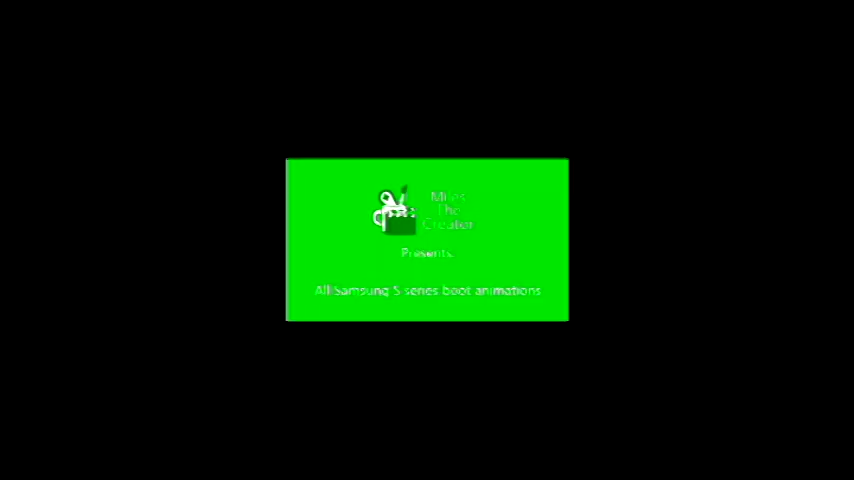 Miles
The
Creator
Presents:
All Samsung S series boot animations